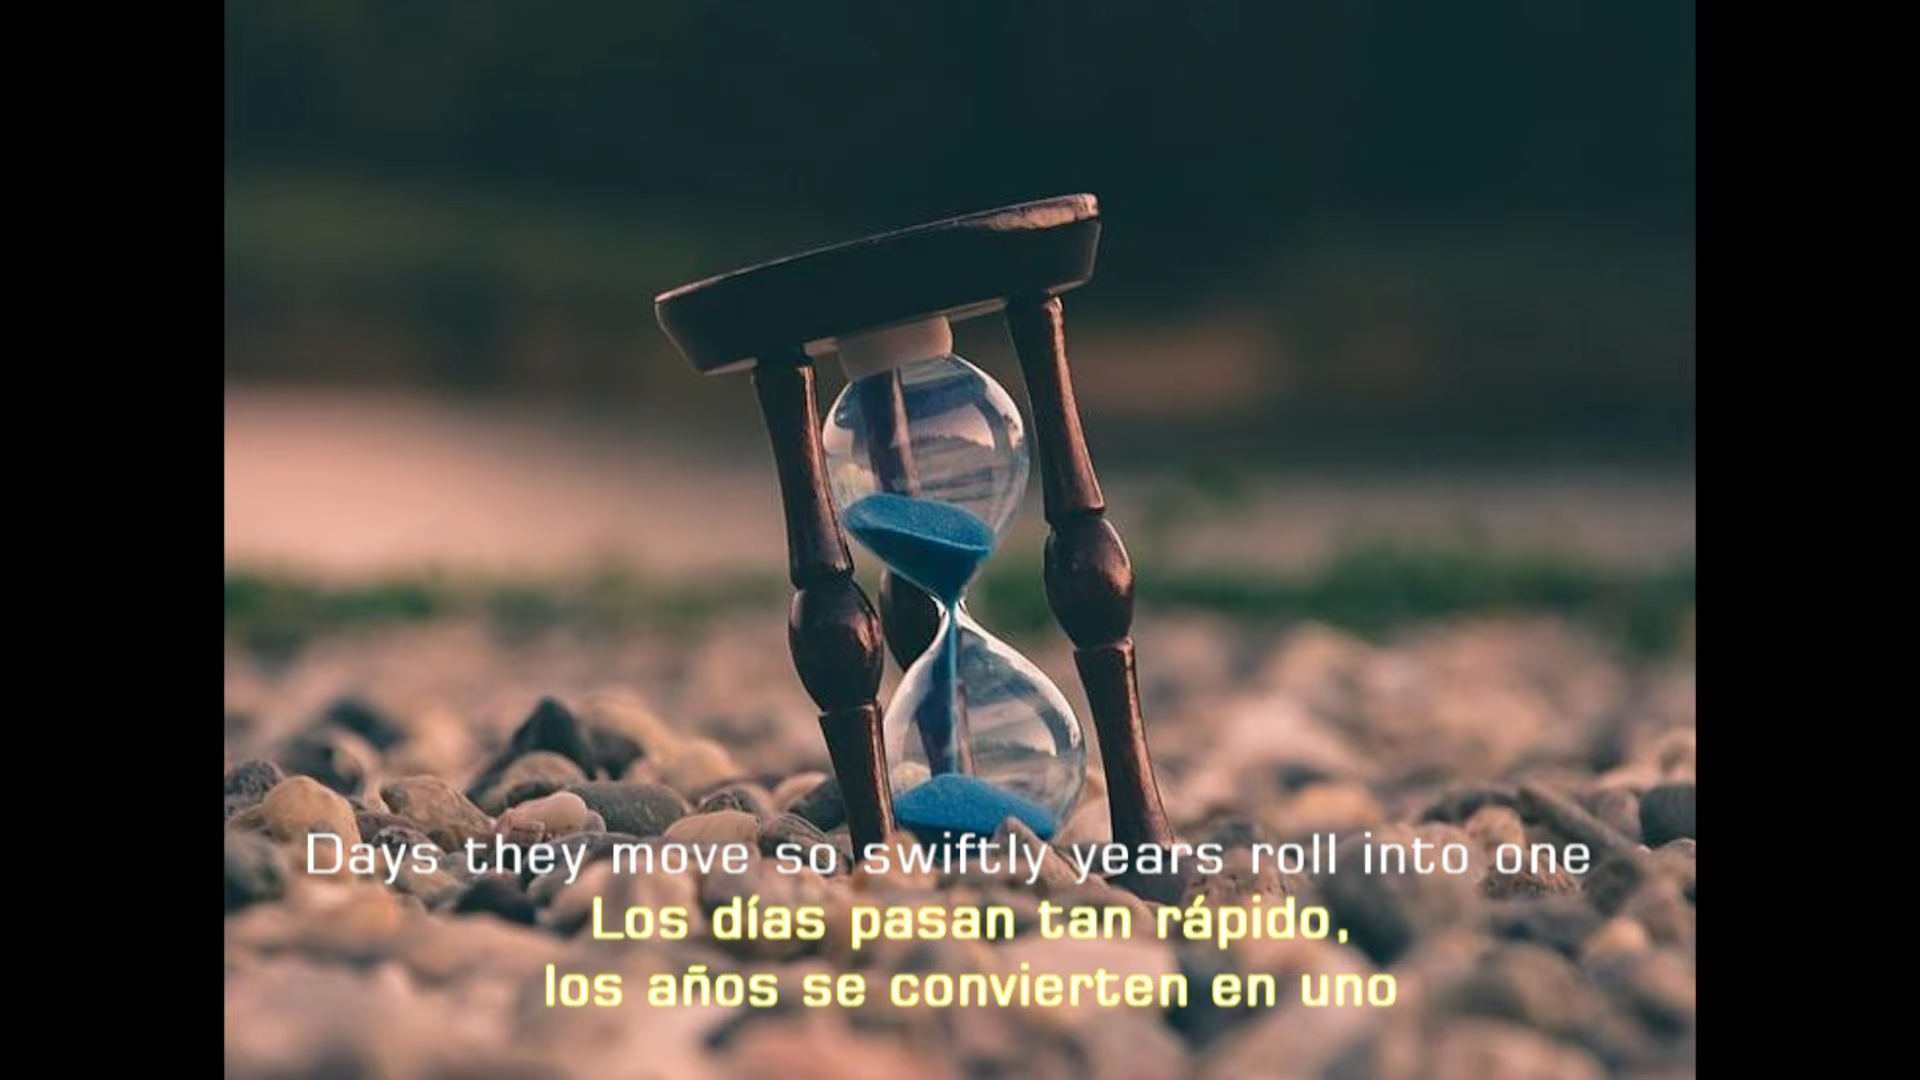 Days they move so swiftly years roll into one
Los días pasan tan rápido,
los años se convierten en uno